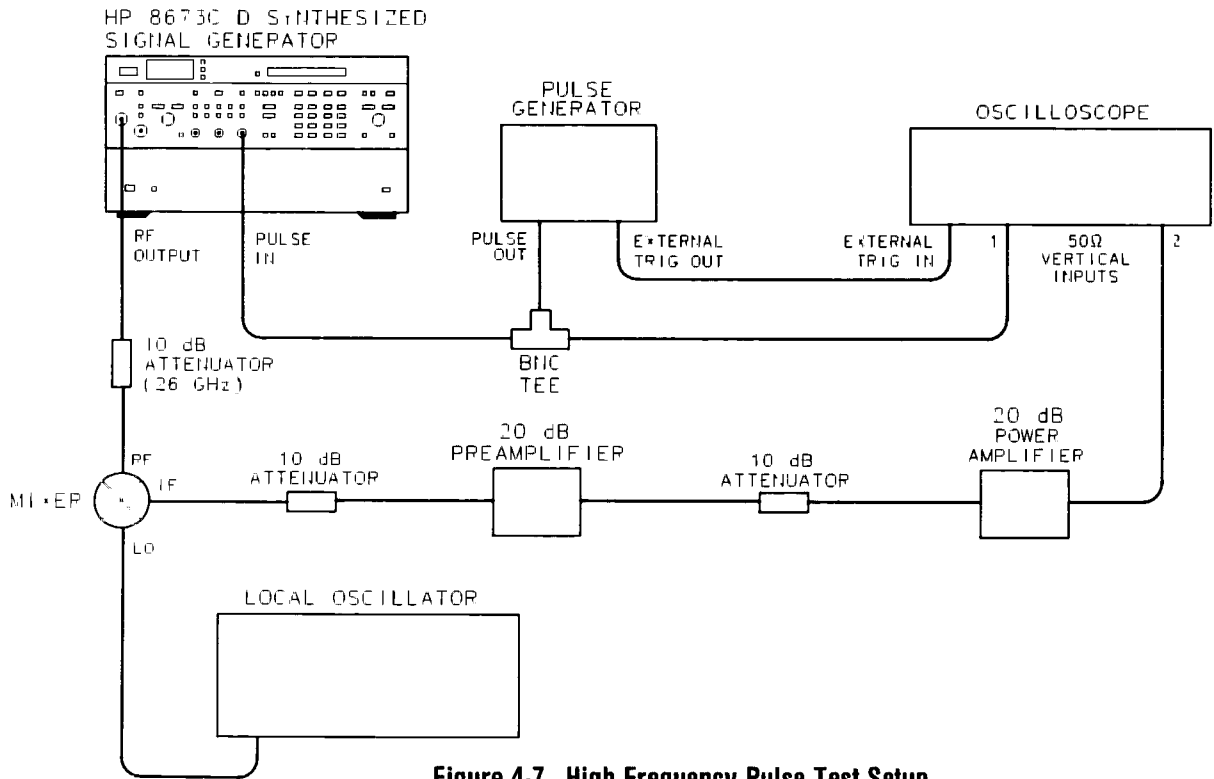 HP 8673C D SYNTHESIZED
SIGNAL GENERATOR
PULSE
GENERATOR
OSCILLOSCOPE
RF
OUTPUT
PULSE
IN
PULSE
OUT
EXTERNAL
TRIG OUT
EXTERNAL
TRIG IN
1
50Ω
VERTICAL
INPUTS
2
10 dB
ATTENUATOR
(26 GHz)
BNC
TEE
20 dB
PREAMPLIFIER
20 dB
POWER
AMPLIFIER
10 dB
ATTENUATOR
10 dB
ATTENUATOR
RF
IF
MIXER
LO
LOCAL OSCILLATOR
Figure 4-7. High Frequency Pulse Test Setup